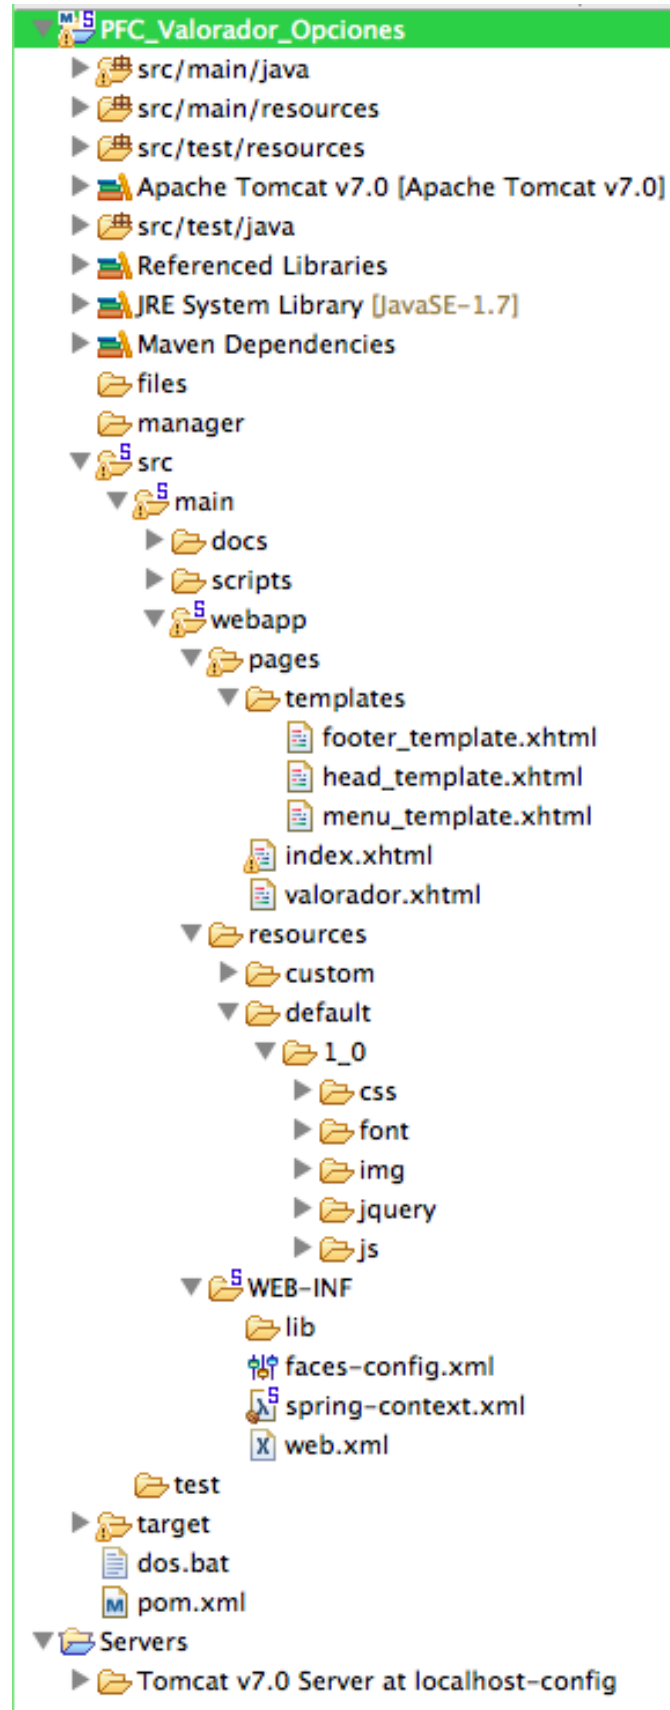 PFC_Valorador_Opciones
src/main/java
src/main/resources
src/test/resources
Apache Tomcat v7.0 [Apache Tomcat v7.0]
src/test/java
Referenced Libraries
JRE System Library [JavaSE-1.7]
Maven Dependencies
files
manager
src
main
docs
scripts
webapp
pages
templates
footer_template.xhtml
head_template.xhtml
menu_template.xhtml
index.xhtml
valorador.xhtml
resources
custom
default
1_0
css
font
img
jquery
js
WEB-INF
lib
faces-config.xml
spring-context.xml
web.xml
test
target
dos.bat
pom.xml
Servers
Tomcat v7.0 Server at localhost-config